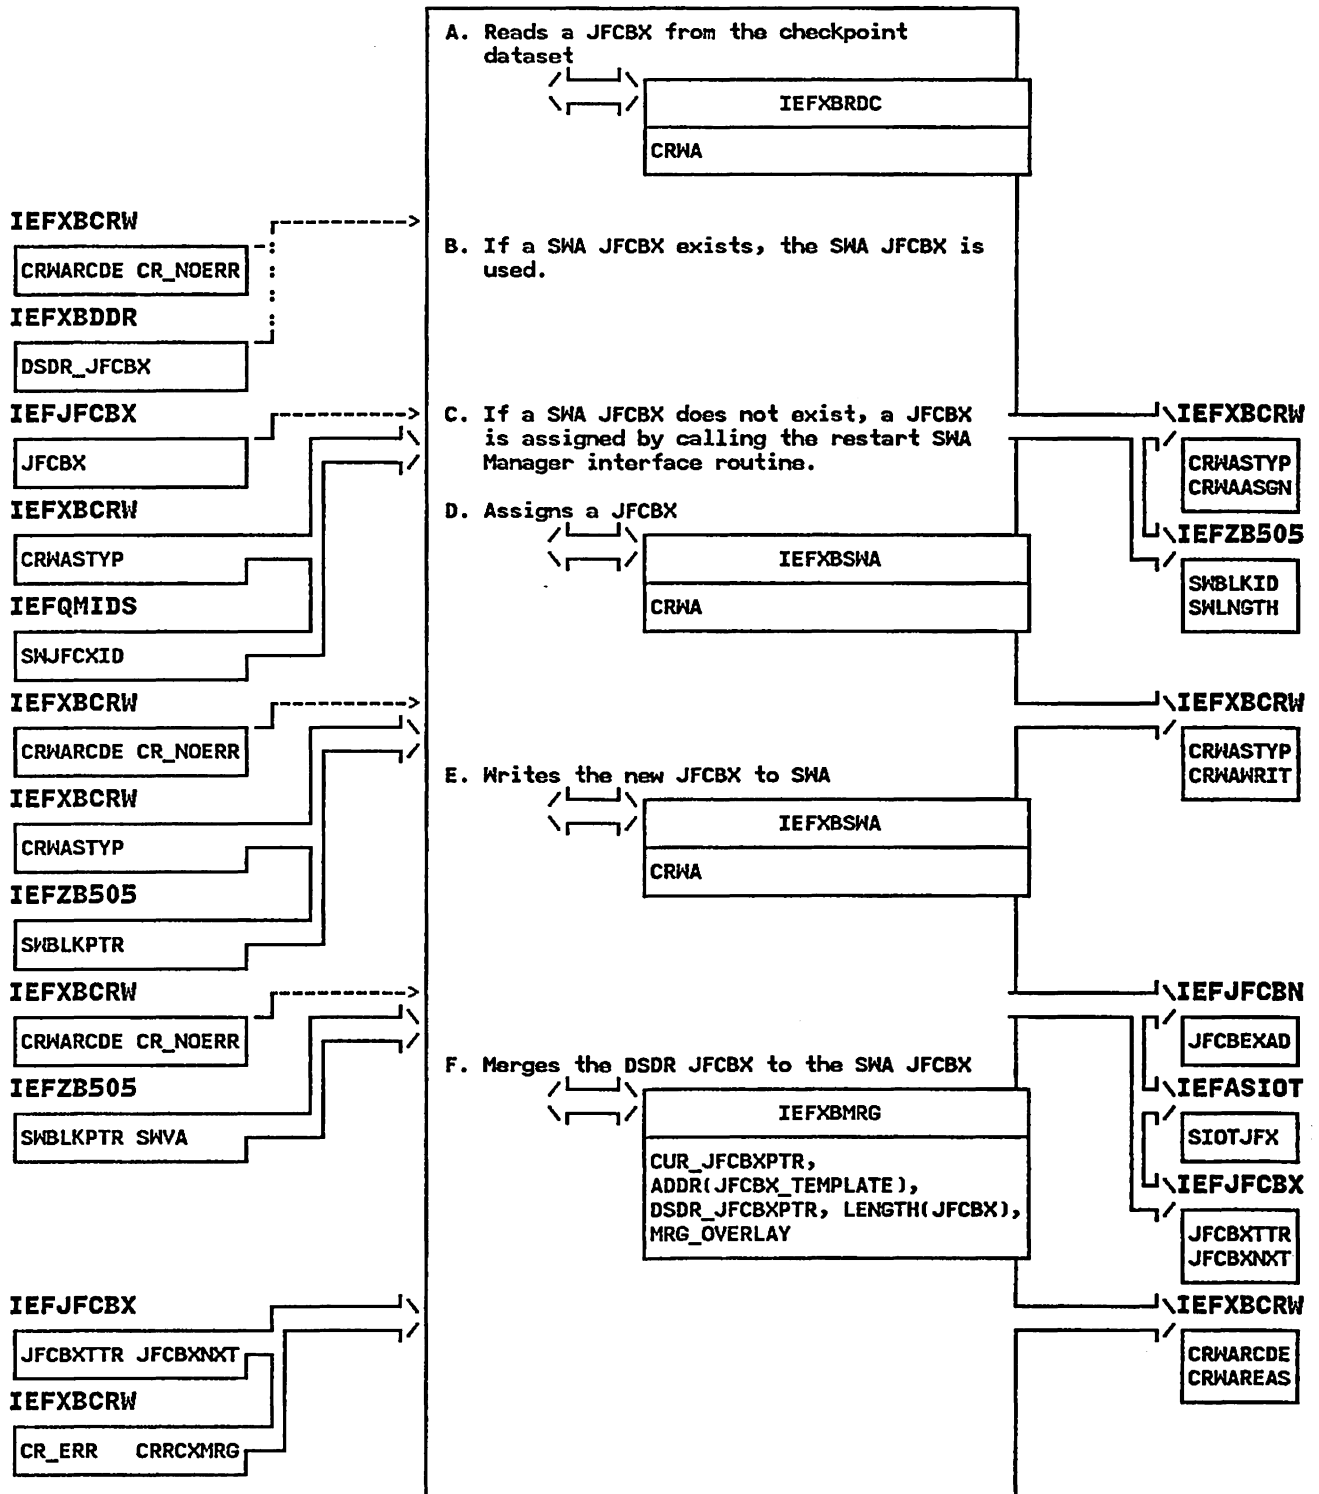 A. Reads a JFCBX from the checkpoint
dataset
IEFXBRDC
CRWA
IEFXBCRW
CRWARCDE CR_NOERR
B. If a SWA JFCBX exists, the SWA JFCBX is
used.
IEFXBDDR
DSDR_JFCBX
IEFJFCBX
JFCBX
C. If a SWA JFCBX does not exist, a JFCBX
is assigned by calling the restart SWA
Manager interface routine.
IEFXBCRW
CRWASTYP
CRWAASGN
IEFXBCRW
CRWASTYP
D. Assigns a JFCBX
IEFXBSWA
CRWA
IEFZB505
SWBLKID
SWLNGTH
IEFQMIDS
SWJFCXID
IEFXBCRW
CRWARCDE CR_NOERR
IEFXBCRW
CRWASTYP
CRWAWRIT
E. Writes the new JFCBX to SWA
IEFXBSWA
CRWA
IEFXBCRW
CRWASTYP
IEFZB505
SWBLKPTR
IEFXBCRW
CRWARCDE CR_NOERR
IEFJFCBN
JFCBEXAD
F. Merges the DSDR JFCBX to the SWA JFCBX
IEFXBMRG
CUR_JFCBXPTR,
ADDR(JFCBX_TEMPLATE),
DSDR_JFCBXPTR, LENGTH(JFCBX),
MRG_OVERLAY
IEFZB505
SWBLKPTR SWVA
IEFASIOT
SIOTJFX
IEFJFCBX
JFCBXTTR
JFCBXNXT
IEFJFCBX
JFCBXTTR JFCBXNXT
IEFXBCRW
CRWARCDE
CRWAREAS
IEFXBCRW
CR_ERR CRRCXMRG